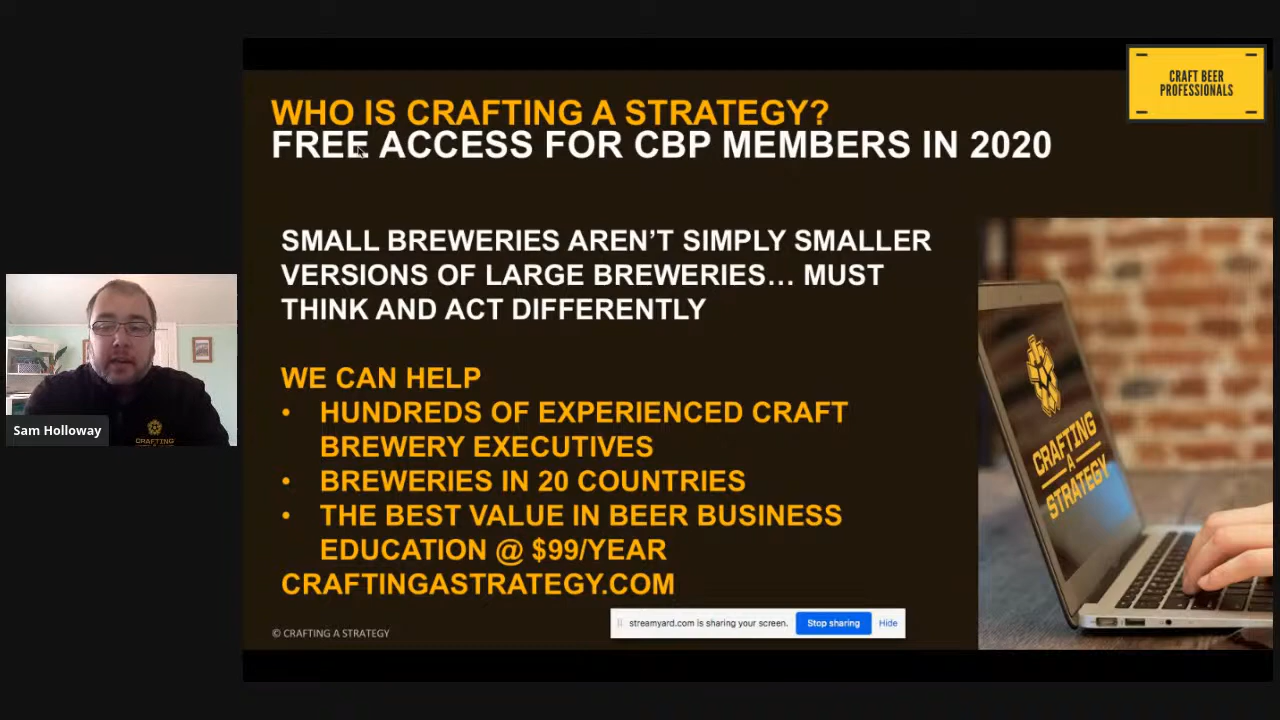 WHO IS CRAFTING A STRATEGY?
FREE ACCESS FOR CBP MEMBERS IN 2020
CRAFT BEER
PROFESSIONALS
SMALL BREWERIES AREN'T SIMPLY SMALLER
VERSIONS OF LARGE BREWERIES… MUST
THINK AND ACT DIFFERENTLY
WE CAN HELP
• HUNDREDS OF EXPERIENCED CRAFT
BREWERY EXECUTIVES
• BREWERIES IN 20 COUNTRIES
• THE BEST VALUE IN BEER BUSINESS
EDUCATION @ $99/YEAR
CRAFTINGASTRATEGY.COM
© CRAFTING A STRATEGY
streamyard.com is sharing your screen.
Stop sharing
Hide
CRAFTING
A
STRATEGY
Sam Holloway
CRAFTING